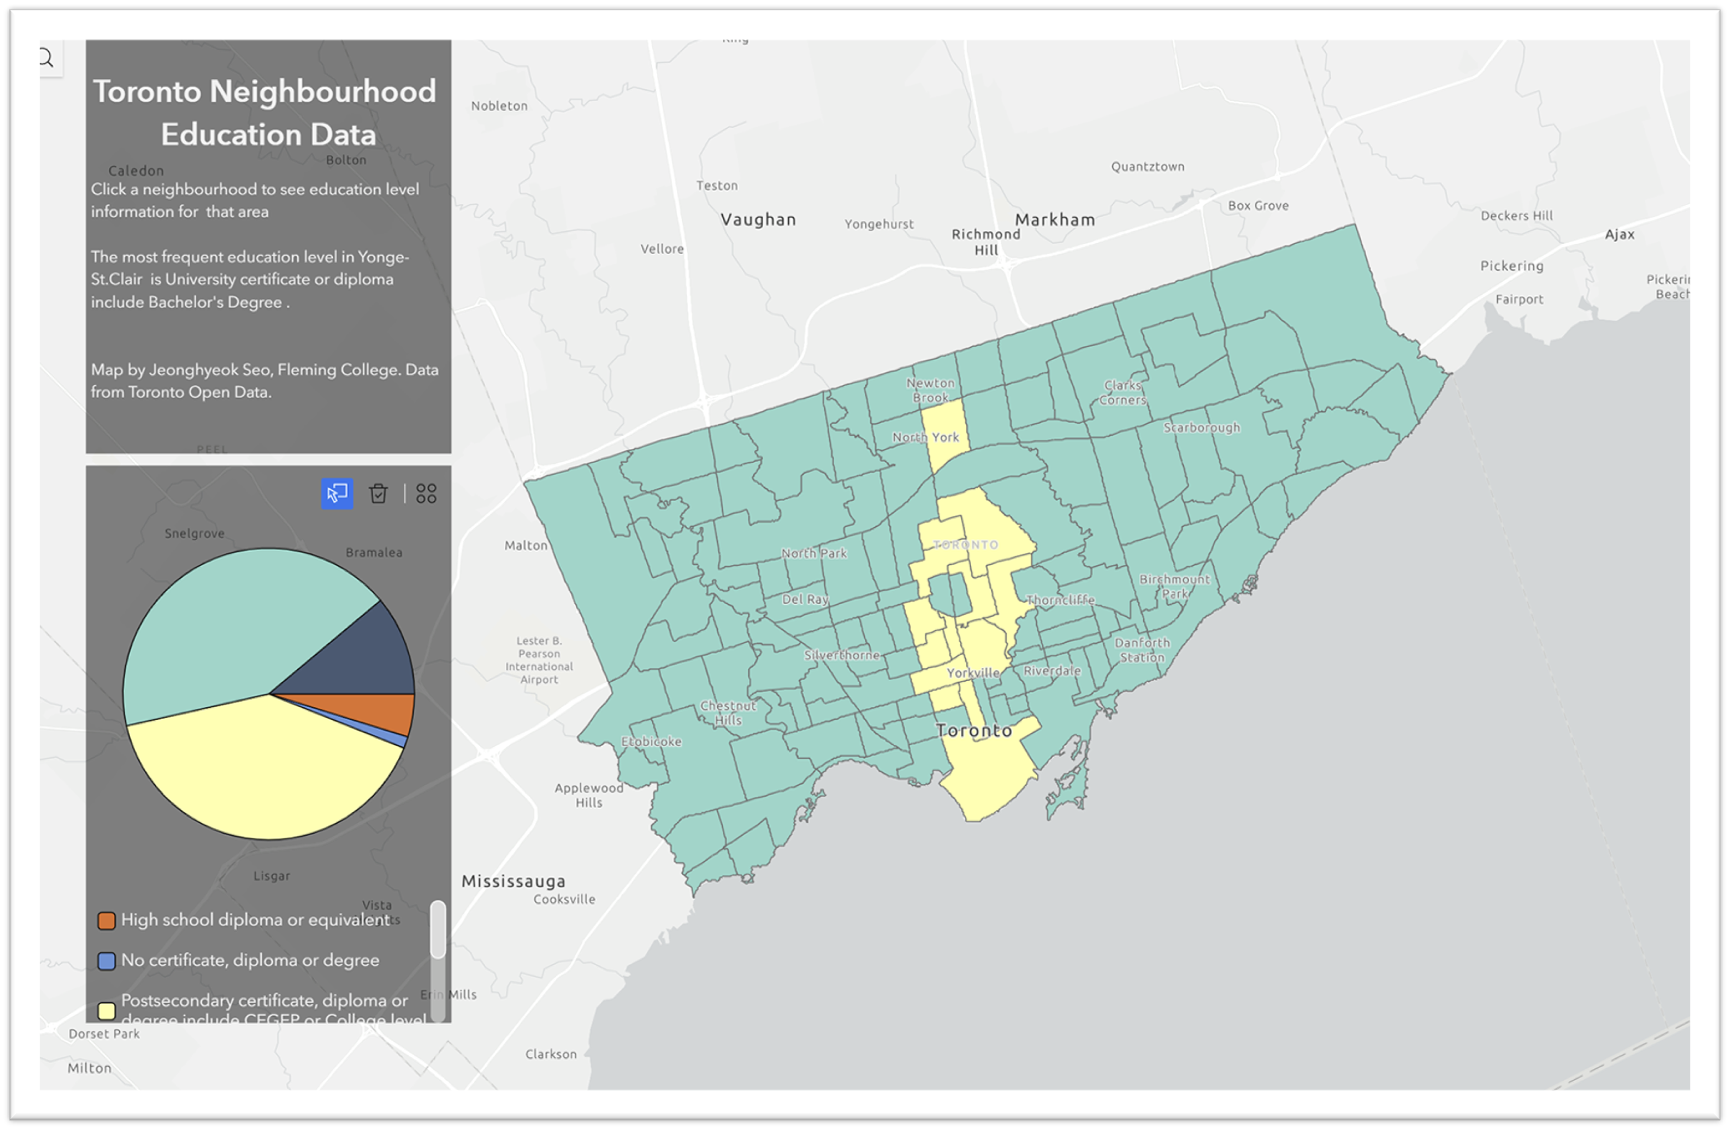 Toronto Neighbourhood
Education Data
Click a neighbourhood to see education level
information for that area
The most frequent education level in Yonge-
St.Clair is University certificate or diploma
include Bachelor's Degree .
Map by Jeonghyeok Seo, Fleming College. Data
from Toronto Open Data.
High school diploma or equivalent
No certificate, diploma or degree
Postsecondary certificate, diploma or
degree include CEGEP or College level
King
Nobleton
Bolton
Caledon
Quantztown
Teston
Box Grove
Vaughan
Yongehurst
Markham
Deckers Hill
Richmond
Hill
Ajax
Vellore
Pickering
Fairport
Beach
Newton
Brook
Clarks
Corners
North York
Scarborough
PEEL
Snelgrove
Bramalea
Malton
North Park
TORONTO
Birchmount
Park
Del Ray
Thorncliffe
Lester B.
Pearson
International
Airport
Silverthorne
Danforth
Station
Yorkville
Riverdale
Chestnut
Hills
Toronto
Etobicoke
Applewood
Hills
Lisgar
Mississauga
Cooksville
Vista
Erin Mills
Dorset Park
Clarkson
Milton